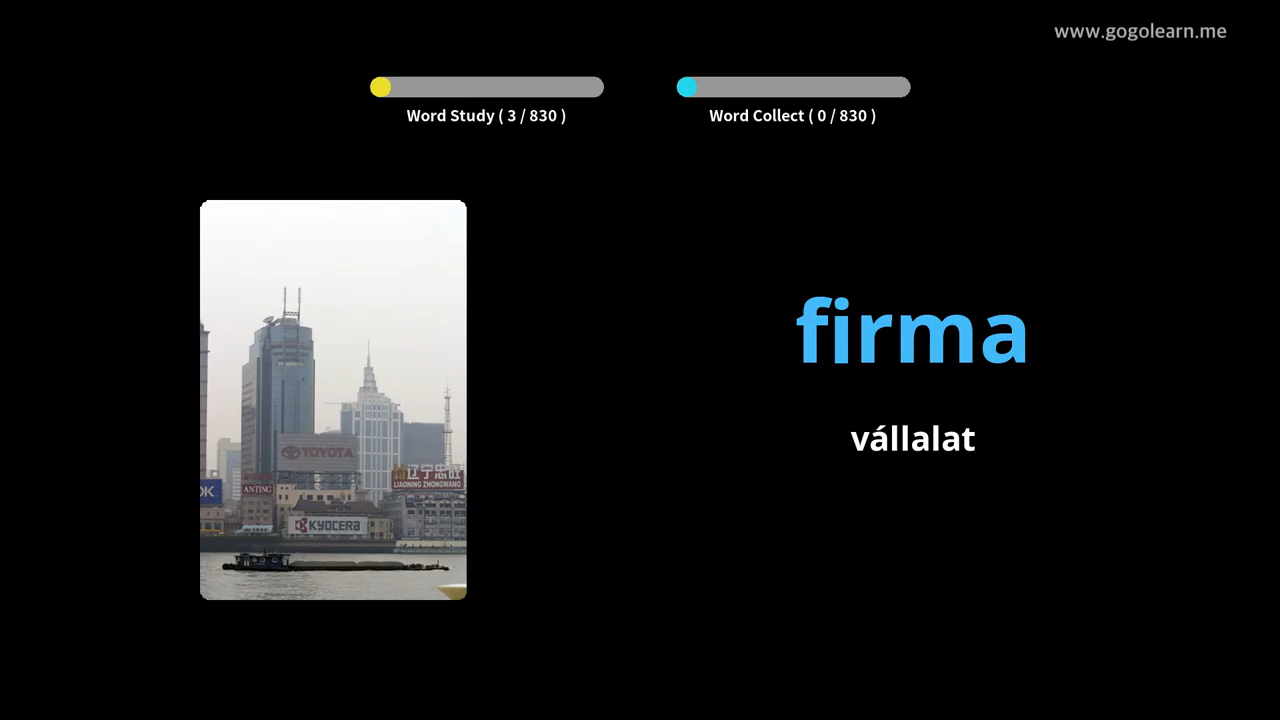 www.gogolearn.me
Word Study ( 3 / 830 )
Word Collect ( 0 / 830 )
firma
vállalat
TOYOTA
辽宁忠旺
LIAONING ZHONGWANG
OK
ANTING
KYOCERA